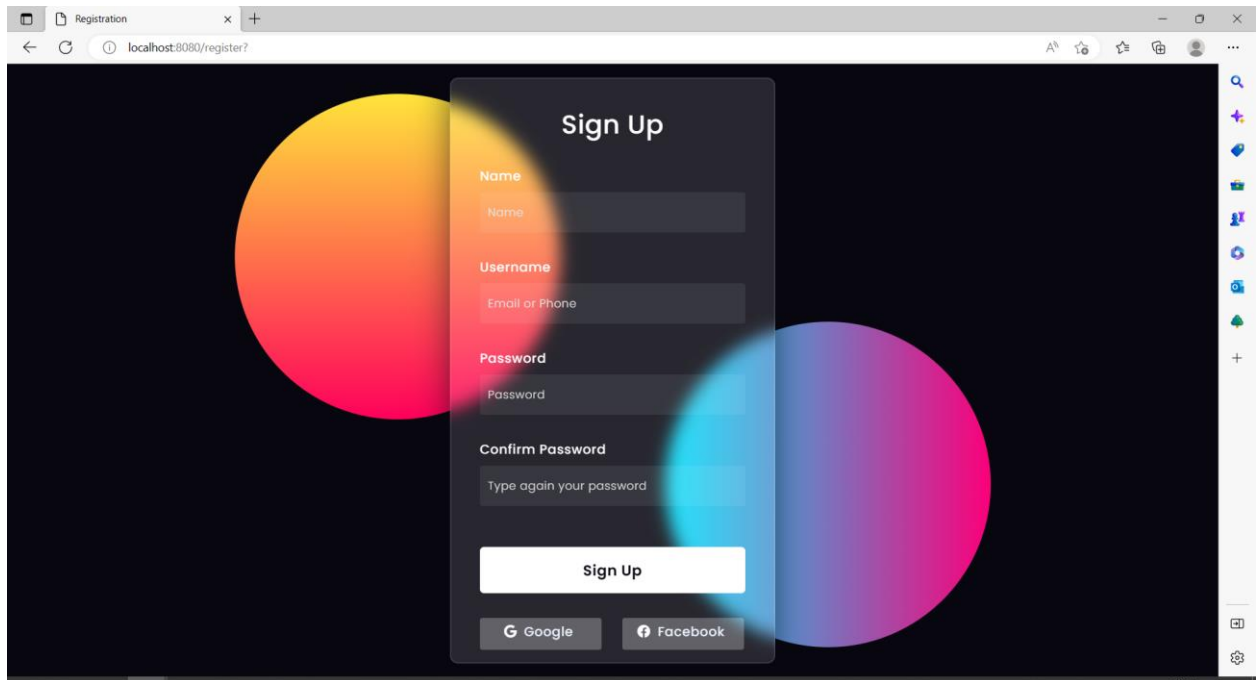 Registration
localhost:8080/register?
Sign Up
Name
Name
Username
Email or Phone
Password
Password
Confirm Password
Type again your password
Sign Up
Google
Facebook